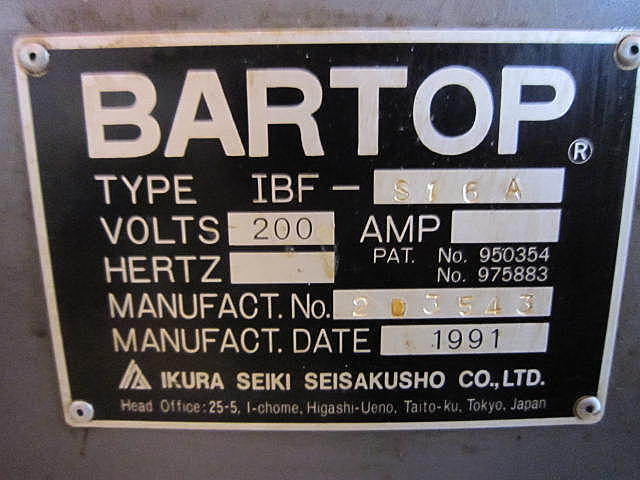 BARTOP®
TYPE IBF- S16A
VOLTS 200 AMP
PAT. No. 950354
HERTZ No. 975883
MANUFACT. No. 203543
MANUFACT. DATE 1991
IKURA SEIKI SEISAKUSHO CO., LTD.
Head Office: 25-5, I-chome, Higashi-Ueno, Taito-ku, Tokyo, Japan